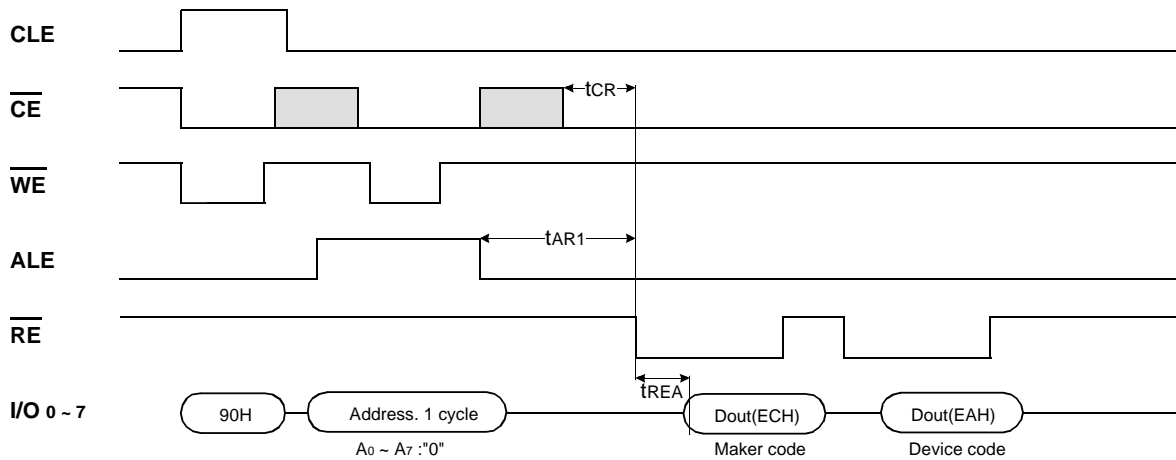 CLE
CE
tCR
WE
tAR1
ALE
RE
tREA
I/O 0 ~ 7
90H
Address. 1 cycle
Dout(ECH)
Dout(EAH)
A0 ~ A7 :"0"
Maker code
Device code